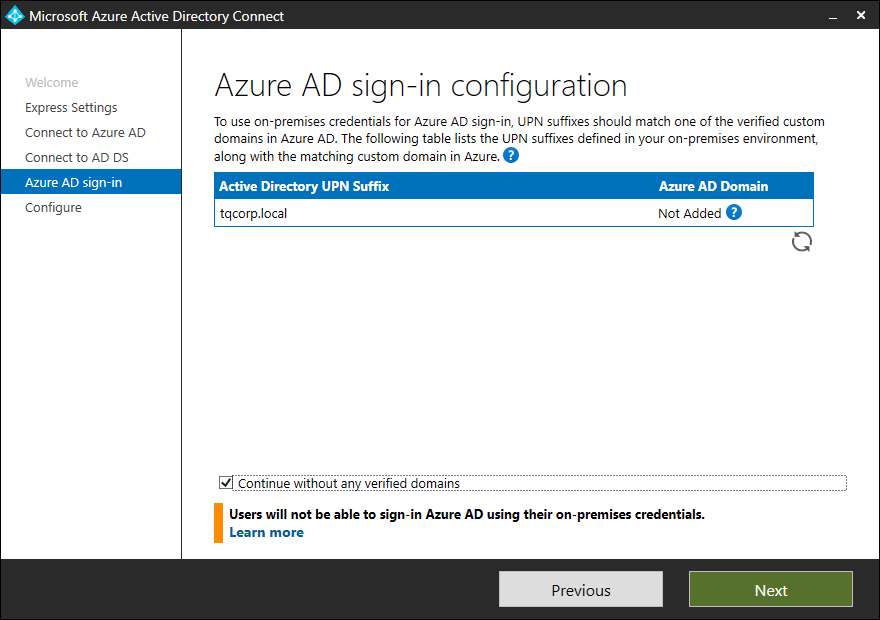 Microsoft Azure Active Directory Connect
Welcome
Express Settings
Connect to Azure AD
Connect to AD DS
Azure AD sign-in
Configure
Azure AD sign-in configuration
To use on-premises credentials for Azure AD sign-in, UPN suffixes should match one of the verified custom
domains in Azure AD. The following table lists the UPN suffixes defined in your on-premises environment,
along with the matching custom domain in Azure. ?
Active Directory UPN Suffix Azure AD Domain
tqcorp.local Not Added ?
Continue without any verified domains
Users will not be able to sign-in Azure AD using their on-premises credentials.
Learn more
Previous Next